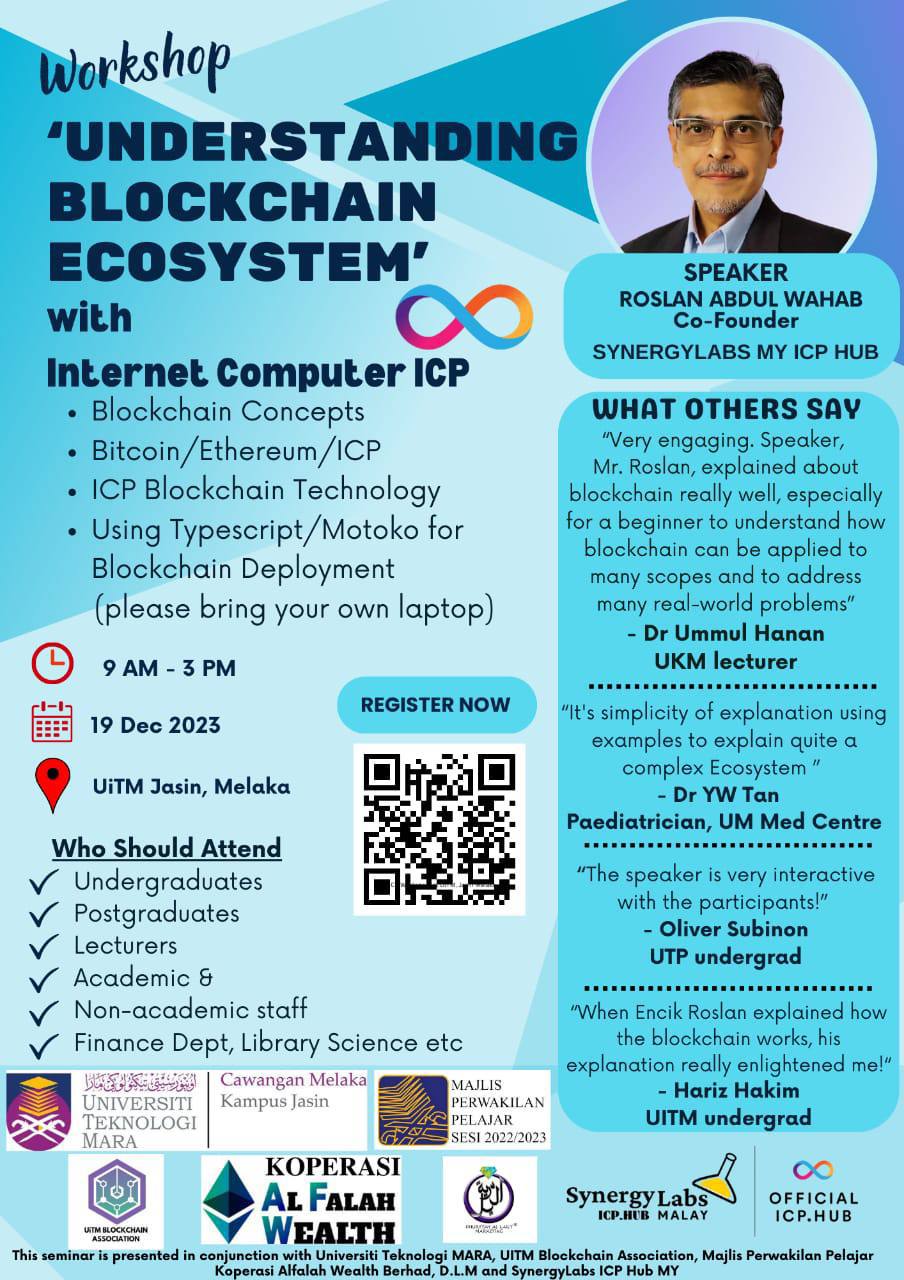 Workshop
‘UNDERSTANDING
BLOCKCHAIN
ECOSYSTEM’
with
Internet Computer ICP
• Blockchain Concepts
• Bitcoin/Ethereum/ICP
• ICP Blockchain Technology
• Using Typescript/Motoko for
Blockchain Deployment
(please bring your own laptop)
9 AM - 3 PM
19 Dec 2023
UiTM Jasin, Melaka
REGISTER NOW
Who Should Attend
Undergraduates
Postgraduates
Lecturers
Academic &
Non-academic staff
Finance Dept, Library Science etc
SPEAKER
ROSLAN ABDUL WAHAB
Co-Founder
SYNERGYLABS MY ICP HUB
WHAT OTHERS SAY
“Very engaging. Speaker,
Mr. Roslan, explained about
blockchain really well, especially
for a beginner to understand how
blockchain can be applied to
many scopes and to address
many real-world problems”
- Dr Ummul Hanan
UKM lecturer
“It's simplicity of explanation using
examples to explain quite a
complex Ecosystem ”
- Dr YW Tan
Paediatrician, UM Med Centre
“The speaker is very interactive
with the participants!”
- Oliver Subinon
UTP undergrad
“When Encik Roslan explained how
the blockchain works, his
explanation really enlightened me!“
- Hariz Hakim
UITM undergrad
UNIVERSITI
TEKNOLOGI
MARA
Cawangan Melaka
Kampus Jasin
MAJLIS
PERWAKILAN
PELAJAR
SESI 2022/2023
UiTM BLOCKCHAIN
ASSOCIATION
KOPERASI
AL FALAH
WEALTH
SynergyLabs
ICP.HUB MALAY
OFFICIAL
ICP.HUB
This seminar is presented in conjunction with Universiti Teknologi MARA, UITM Blockchain Association, Majlis Perwakilan Pelajar
Koperasi Alfalah Wealth Berhad, D.L.M and SynergyLabs ICP Hub MY